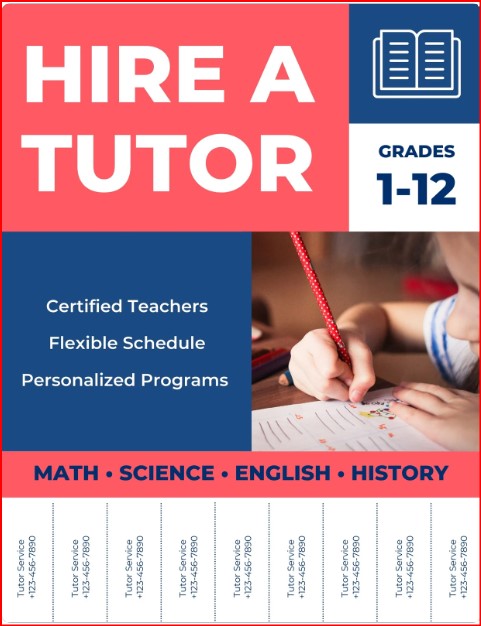 HIRE A
TUTOR
GRADES
1-12
Certified Teachers
Flexible Schedule
Personalized Programs
MATH • SCIENCE • ENGLISH • HISTORY
Tutor Service
+123-456-7890
Tutor Service
+123-456-7890
Tutor Service
+123-456-7890
Tutor Service
+123-456-7890
Tutor Service
+123-456-7890
Tutor Service
+123-456-7890
Tutor Service
+123-456-7890
Tutor Service
+123-456-7890
Tutor Service
+123-456-7890